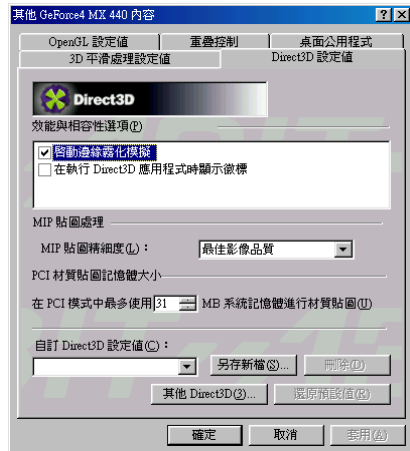 其他 GeForce4 MX 440 內容
OpenGL 設定值
重疊控制
桌面公用程式
3D 平滑處理設定值
Direct3D 設定值
Direct3D
效能與相容性選項(P)
啟動邊緣霧化模擬
在執行 Direct3D 應用程式時顯示徽標
MIP 貼圖處理
MIP 貼圖精細度(L)：
最佳影像品質
PCI 材質貼圖記憶體大小
在 PCI 模式中最多使用 31 MB 系統記憶體進行材質貼圖(U)
自訂 Direct3D 設定值(C)：
另存新檔(S)...
刪除(D)
其他 Direct3D(3)...
還原預設值(R)
確定
取消
套用(A)